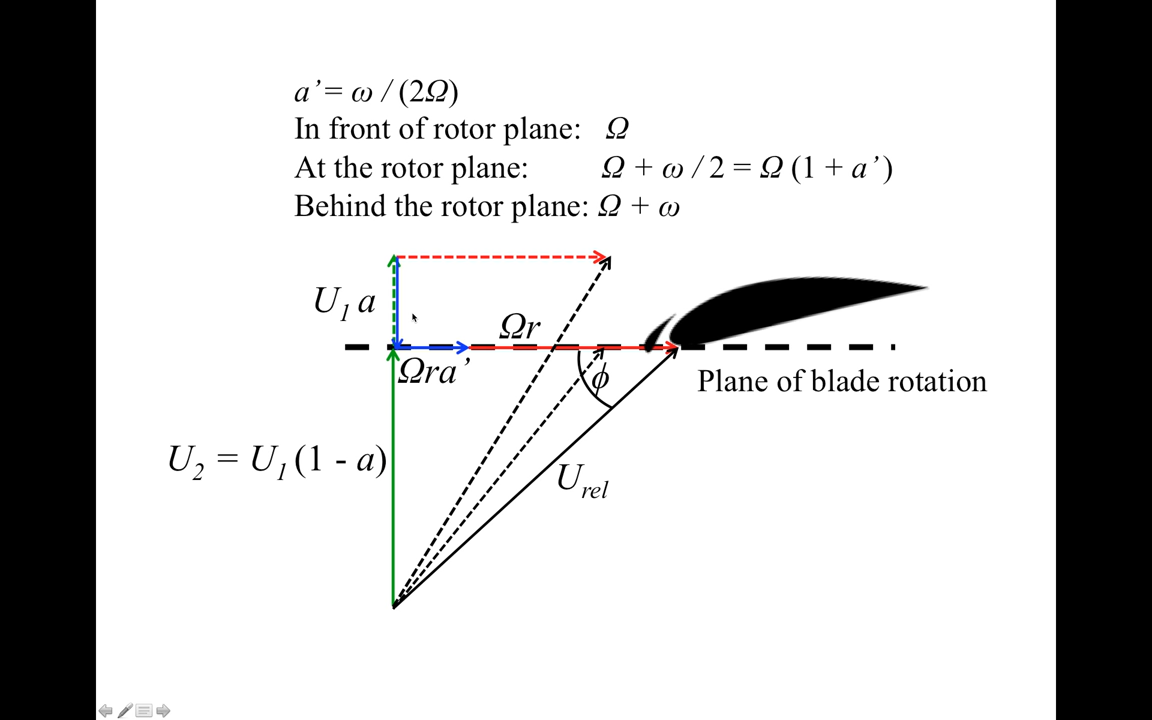 a’= ω / (2Ω)
In front of rotor plane: Ω
At the rotor plane: Ω + ω / 2 = Ω (1 + a’)
Behind the rotor plane: Ω + ω
U₁ a
Ωr
Ωra’
ϕ
Plane of blade rotation
U₂ = U₁ (1 - a)
U_rel